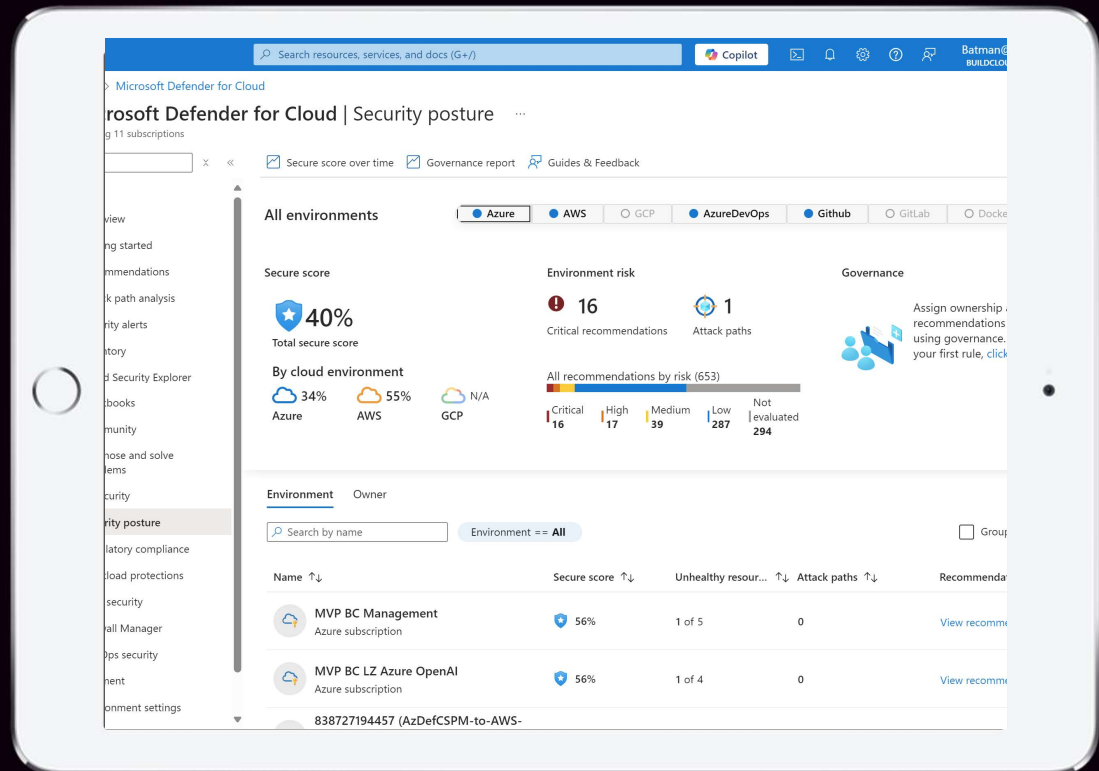 Search resources, services, and docs (G+/)
Copilot
Batman@
BUILDCLOU
> Microsoft Defender for Cloud
rosoft Defender for Cloud | Security posture ...
g 11 subscriptions
Secure score over time
Governance report
Guides & Feedback
view
ng started
mmendations
k path analysis
rity alerts
ntory
d Security Explorer
kbooks
munity
nose and solve
lems
curity
rity posture
latory compliance
load protections
security
all Manager
Ops security
ment
onment settings
All environments
Azure
AWS
GCP
AzureDevOps
Github
GitLab
Docke
Secure score
40%
Total secure score
By cloud environment
34%
55%
N/A
Azure
AWS
GCP
Environment risk
16
Critical recommendations
1
Attack paths
All recommendations by risk (653)
Critical
16
High
17
Medium
39
Low
287
Not
evaluated
294
Governance
Assign ownership
recommendations
using governance.
your first rule, click
Environment
Owner
Search by name
Environment == All
Group
Name ↑↓
Secure score ↑↓
Unhealthy resour... ↑↓
Attack paths ↑↓
Recommenda
MVP BC Management
Azure subscription
56%
1 of 5
0
View recomme
MVP BC LZ Azure OpenAI
Azure subscription
56%
1 of 4
0
View recomme
838727194457 (AzDefCSPM-to-AWS-